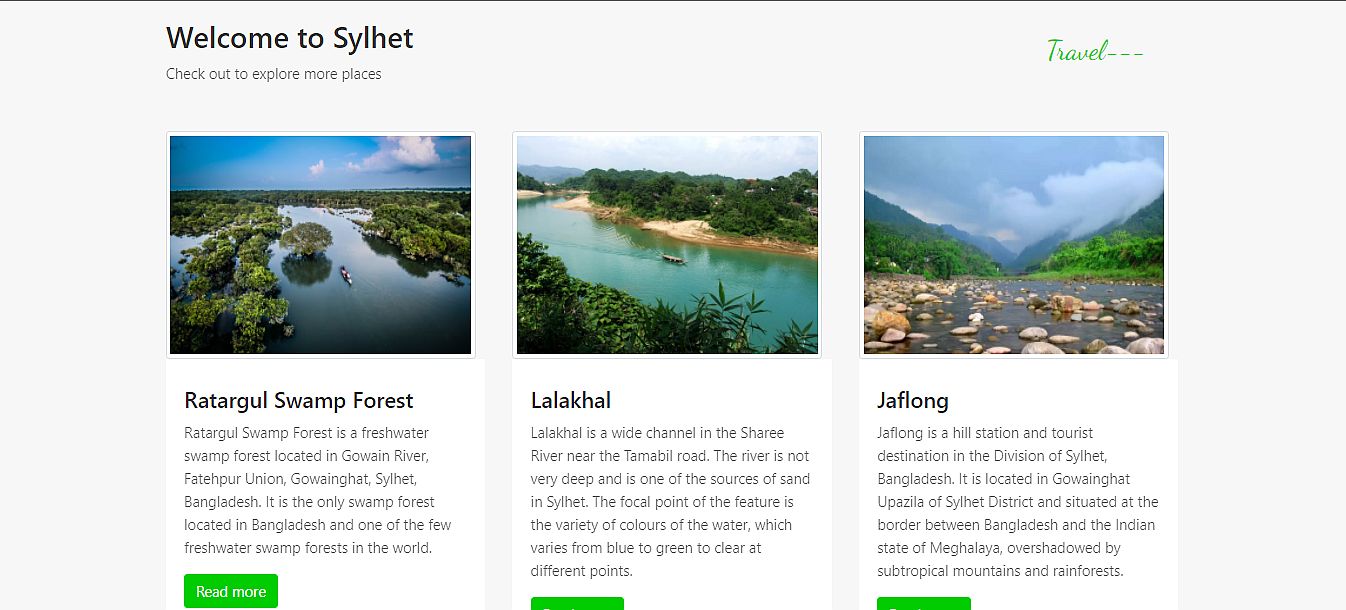 Welcome to Sylhet
Check out to explore more places
Travel---
Ratargul Swamp Forest
Ratargul Swamp Forest is a freshwater
swamp forest located in Gowain River,
Fatehpur Union, Gowainghat, Sylhet,
Bangladesh. It is the only swamp forest
located in Bangladesh and one of the few
freshwater swamp forests in the world.
Read more
Lalakhal
Lalakhal is a wide channel in the Sharee
River near the Tamabil road. The river is not
very deep and is one of the sources of sand
in Sylhet. The focal point of the feature is
the variety of colours of the water, which
varies from blue to green to clear at
different points.
Jaflong
Jaflong is a hill station and tourist
destination in the Division of Sylhet,
Bangladesh. It is located in Gowainghat
Upazila of Sylhet District and situated at the
border between Bangladesh and the Indian
state of Meghalaya, overshadowed by
subtropical mountains and rainforests.